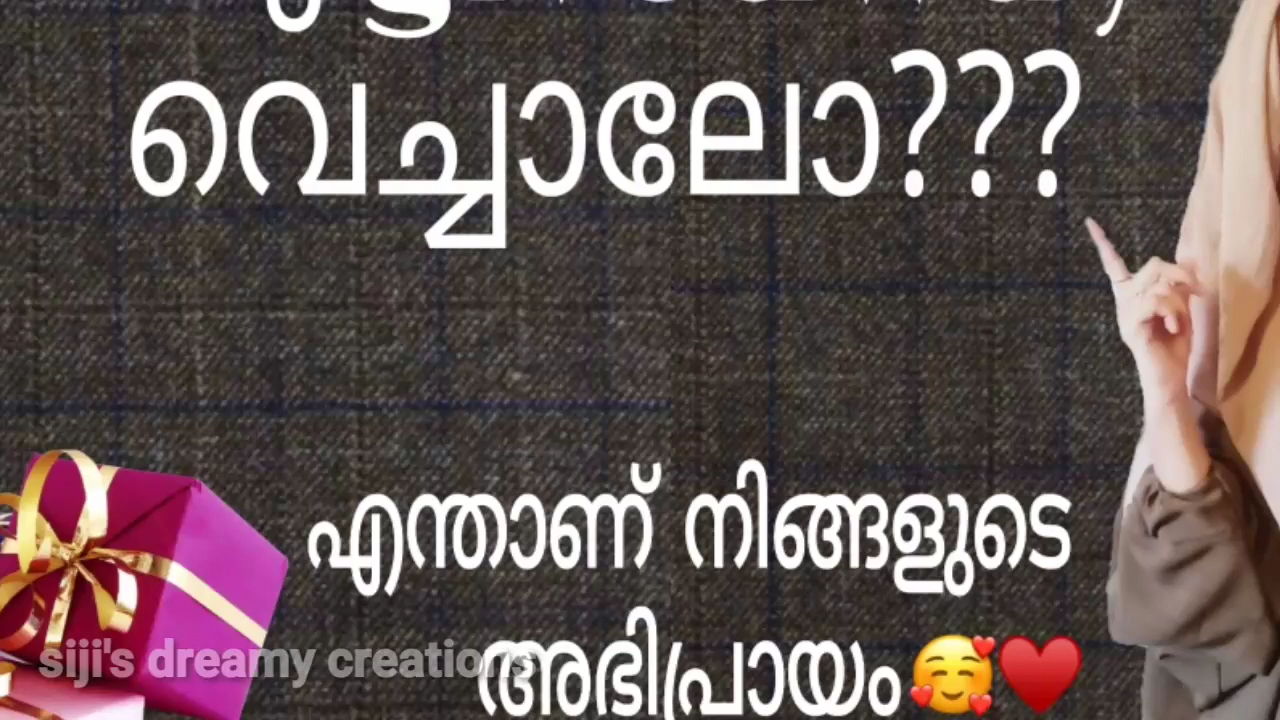 വെച്ചാലോ???
എന്താണ് നിങ്ങളുടെ
അഭിപ്രായം🥰♥️
siji's dreamy creations